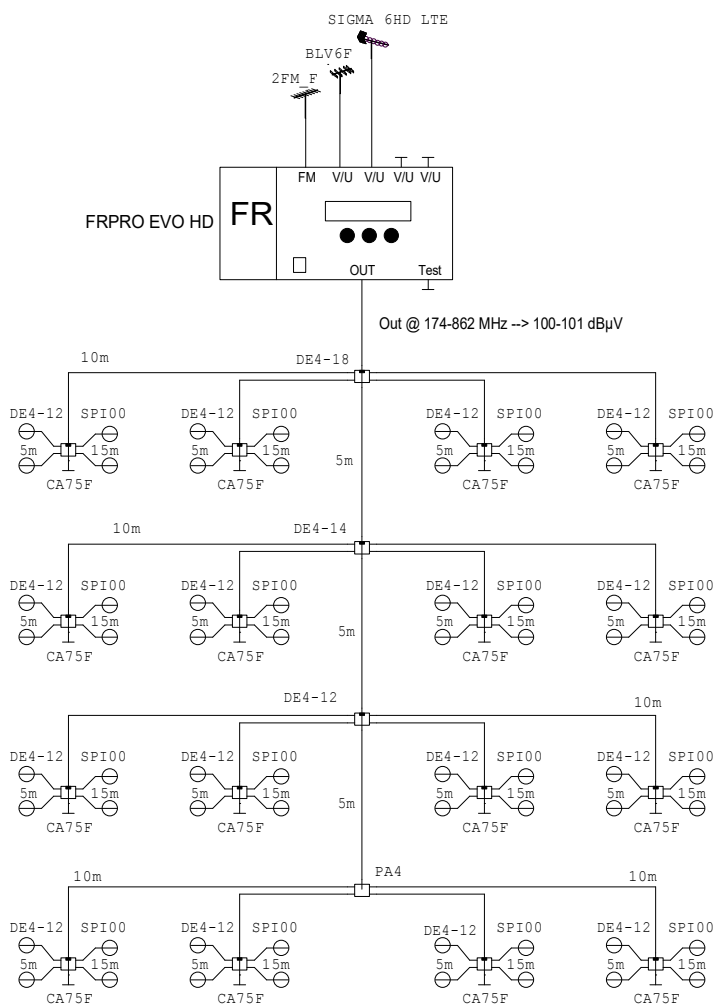 SIGMA 6HD LTE
BLV6F
2FM_F
FM V/U V/U V/U V/U
FRPRO EVO HD FR
OUT Test
Out @ 174-862 MHz --> 100-101 dBµV
10m DE4-18
DE4-12 SPI00 DE4-12 SPI00 DE4-12 SPI00 DE4-12 SPI00
5m 15m 5m 15m 5m 15m 5m 15m
5m
CA75F CA75F CA75F CA75F
10m DE4-14
DE4-12 SPI00 DE4-12 SPI00 DE4-12 SPI00 DE4-12 SPI00
5m 15m 5m 15m 5m 15m 5m 15m
5m
CA75F CA75F CA75F CA75F
DE4-12 10m
DE4-12 SPI00 DE4-12 SPI00 DE4-12 SPI00 DE4-12 SPI00
5m 15m 5m 15m 5m 15m 5m 15m
5m
CA75F CA75F CA75F CA75F
10m PA4 10m
DE4-12 SPI00 DE4-12 SPI00 DE4-12 SPI00 DE4-12 SPI00
5m 15m 5m 15m 5m 15m 5m 15m
CA75F CA75F CA75F CA75F